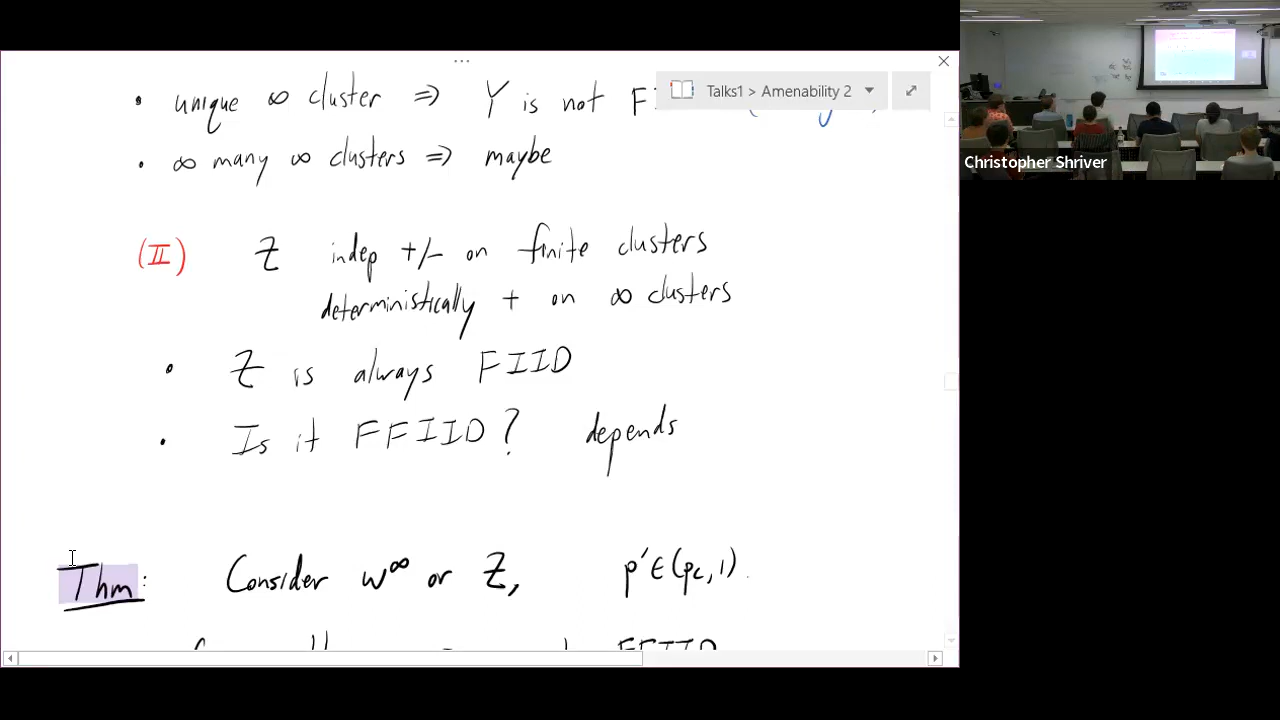 • unique ∞ cluster ⇒ Y is not
• ∞ many ∞ clusters ⇒ maybe
Talks1 > Amenability 2
Christopher Shriver
(II) Z indep +/- on finite clusters
deterministically + on ∞ clusters
• Z is always FIID
• Is it FFIID? depends
Thm: Consider w^∞ or Z, p'∈(pc,1).